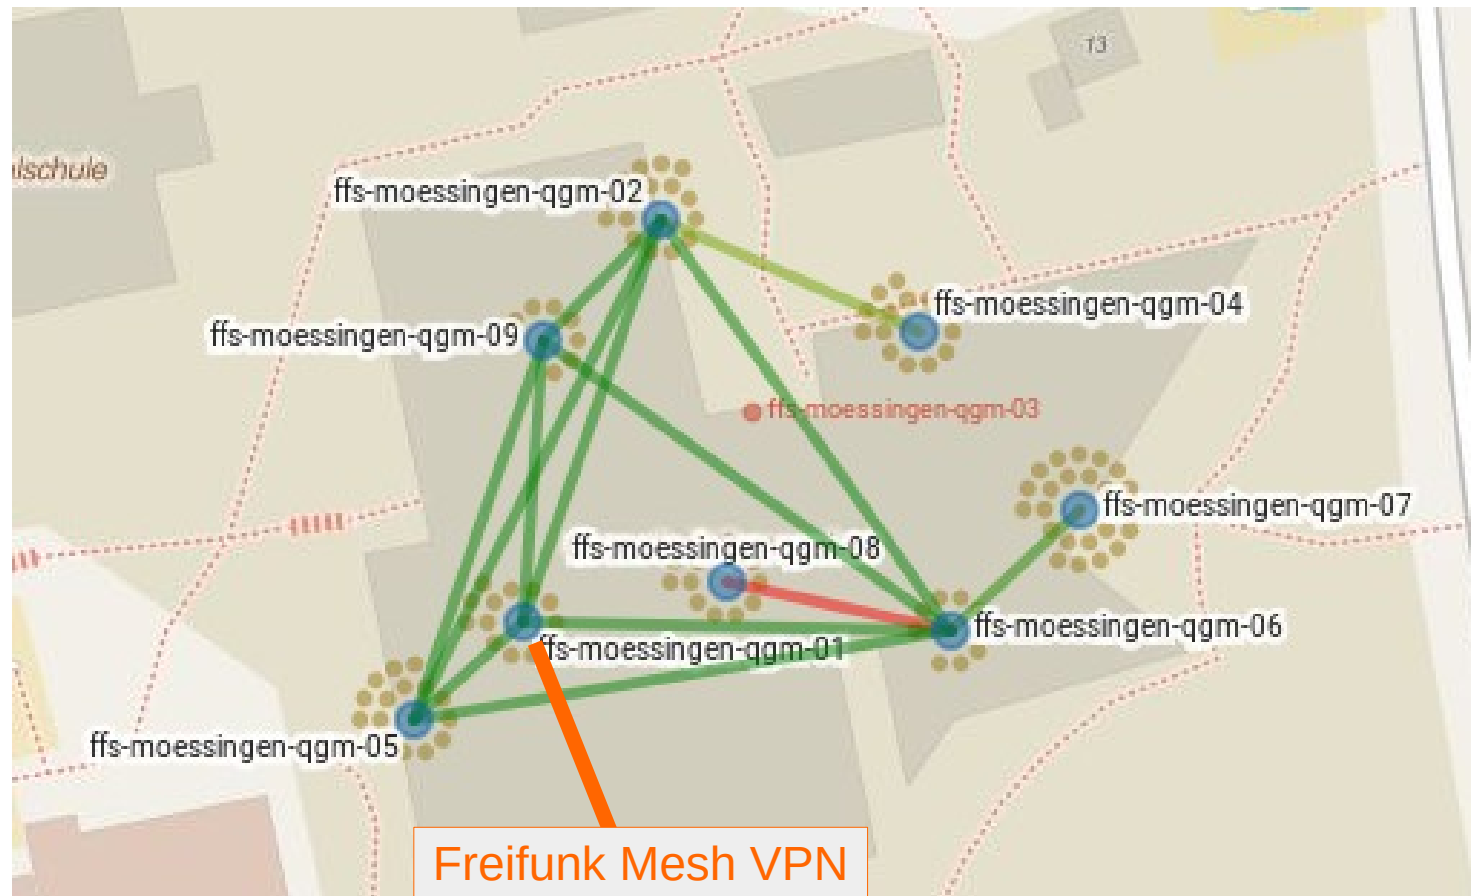 13
lschule
ffs-moessingen-qgm-02
ffs-moessingen-qgm-04
ffs-moessingen-qgm-09
ffs-moessingen-qgm-03
ffs-moessingen-qgm-07
ffs-moessingen-qgm-08
ffs-moessingen-qgm-06
ffs-moessingen-qgm-01
ffs-moessingen-qgm-05
Freifunk Mesh VPN